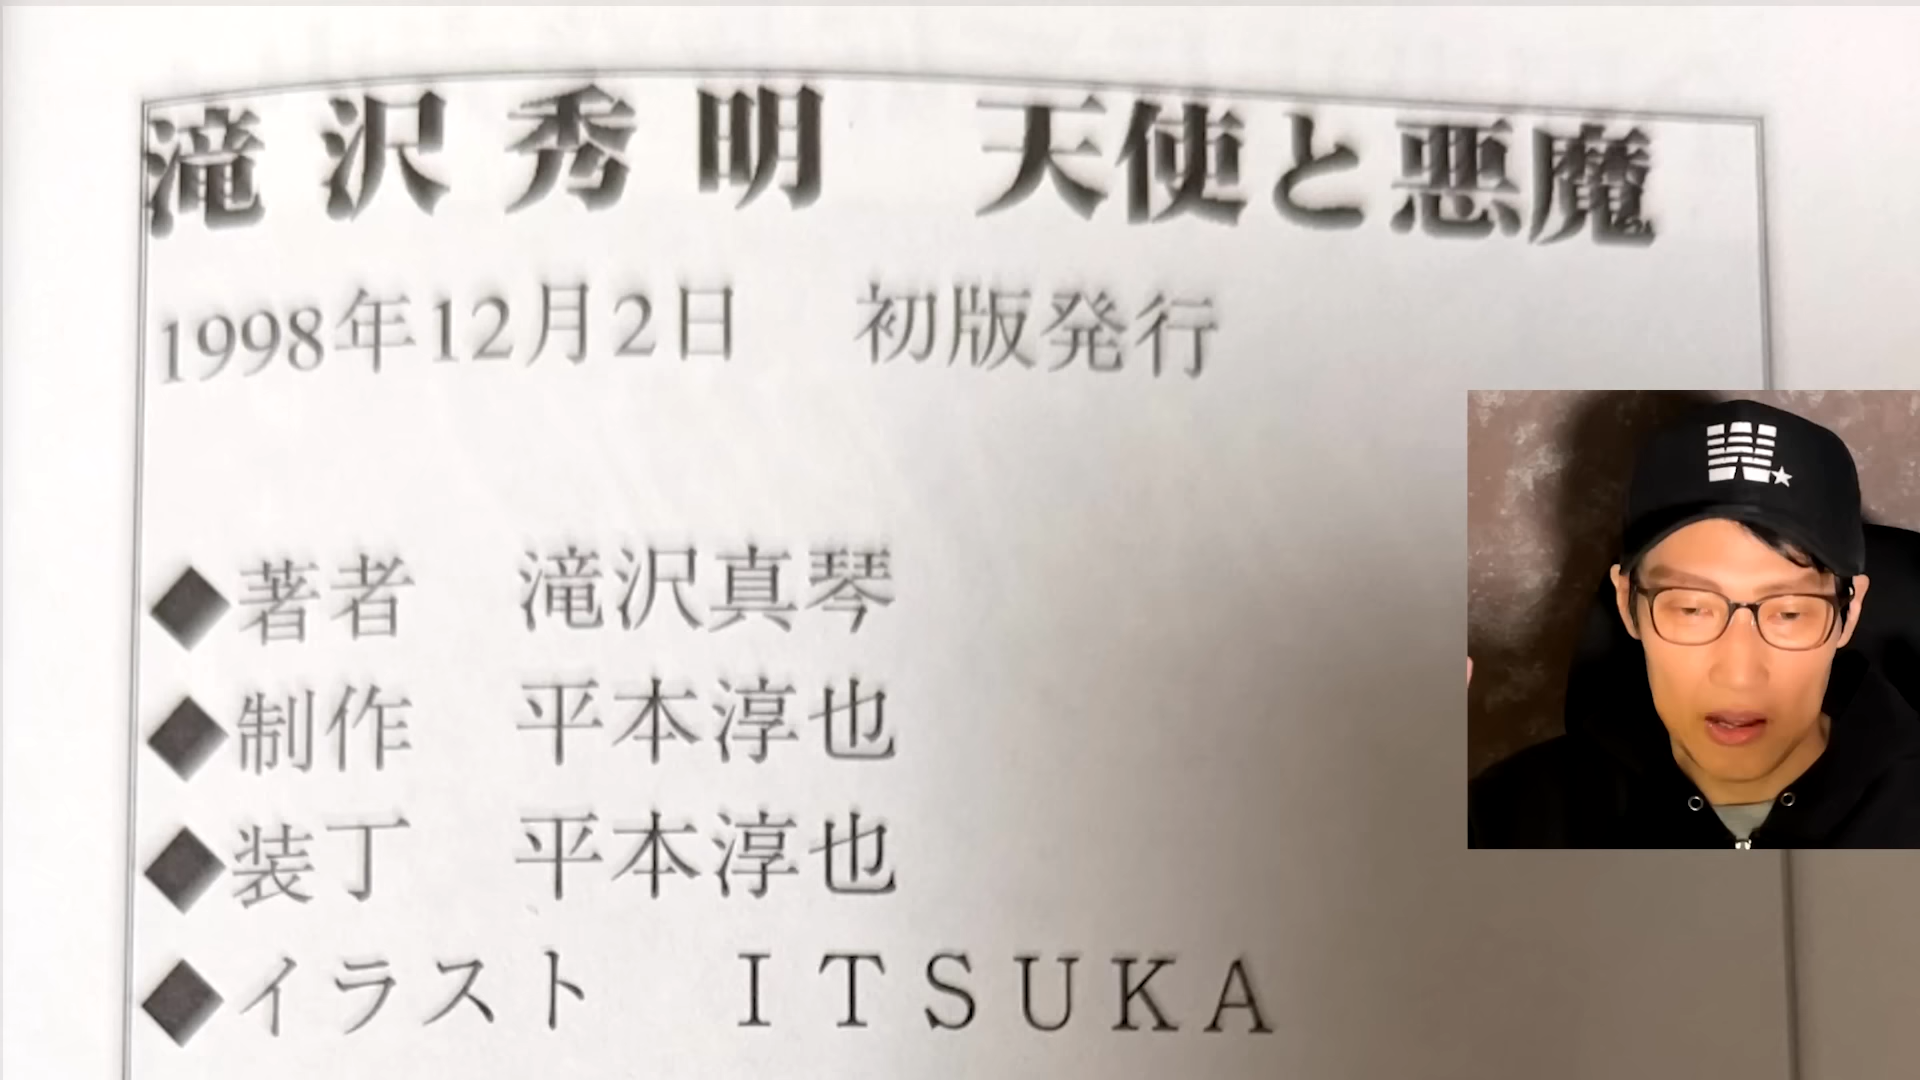 滝沢秀明　天使と悪魔
1998年12月2日　初版発行
◆著者　滝沢真琴
◆制作　平本淳也
◆装丁　平本淳也
◆イラスト　ＩＴＳＵＫＡ
W★